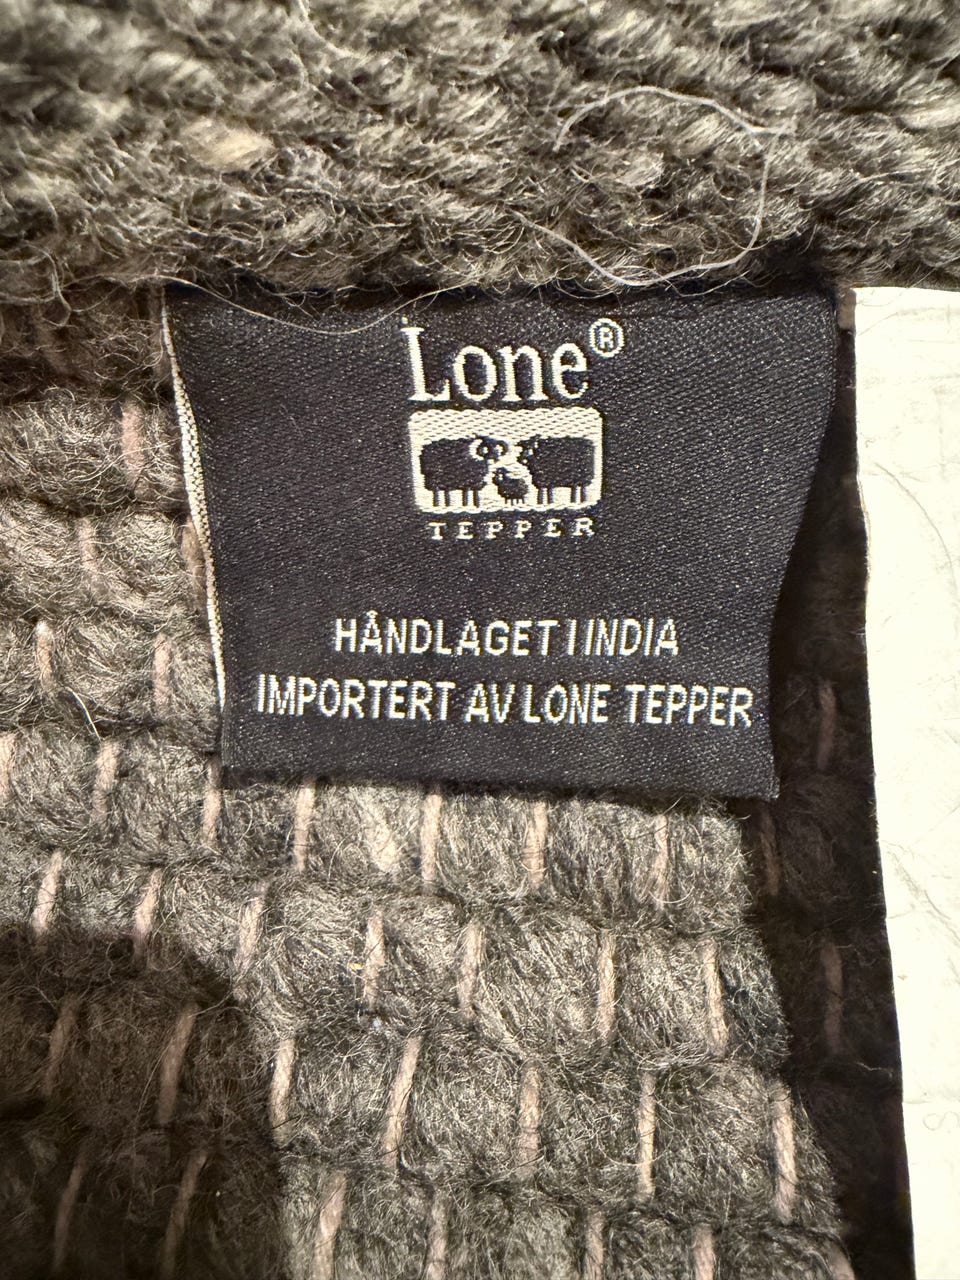 Lone®
TEPPER
HÅNDLAGET I INDIA
IMPORTERT AV LONE TEPPER